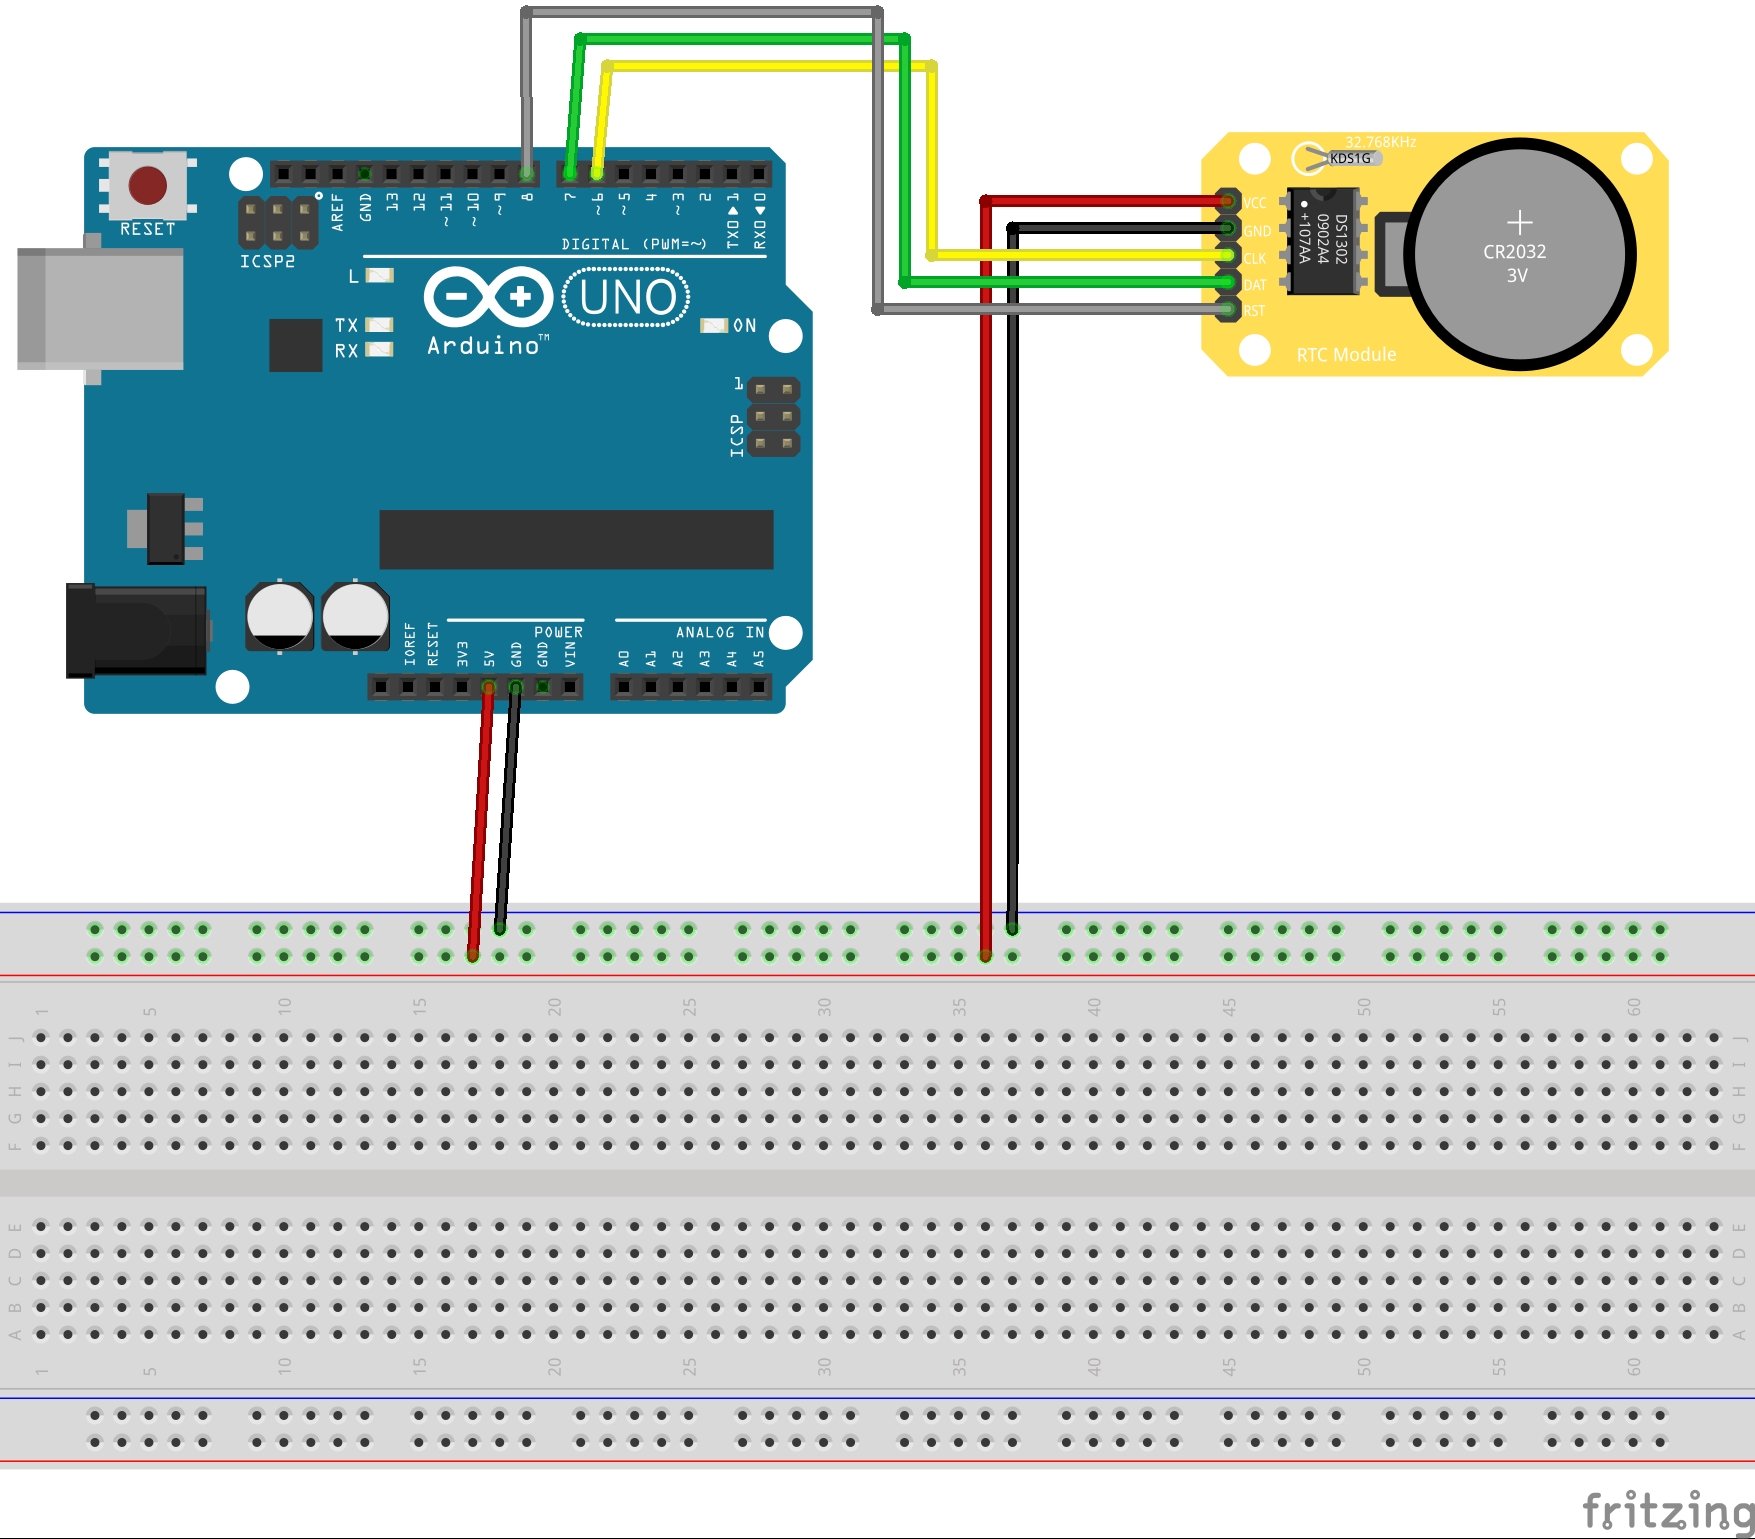 RESET
ICSP2
AREF
GND
13
12
~11
~10
~9
8
7
~6
~5
4
~3
2
TX0▶1
RX0◀0
DIGITAL (PWM=~)
L
TX
RX
UNO
Arduino™
ON
1
ICSP
IOREF
RESET
3V3
5V
GND
GND
VIN
POWER
ANALOG IN
A0
A1
A2
A3
A4
A5
32.768KHz
KDS1G
VCC
GND
CLK
DAT
RST
DS1302
0902A4
+107AA
CR2032
3V
RTC Module
1 5 10 15 20 25 30 35 40 45 50 55 60
J J
I I
H H
G G
F F
E E
D D
C C
B B
A A
1 5 10 15 20 25 30 35 40 45 50 55 60
fritzing